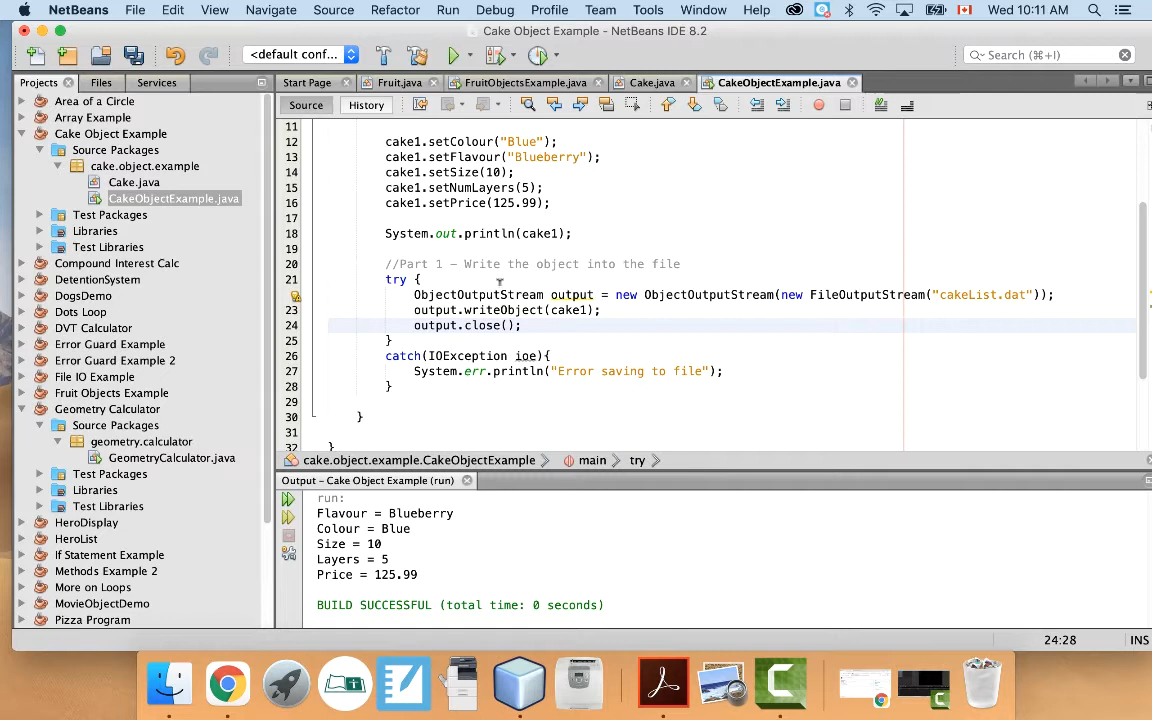 NetBeans File Edit View Navigate Source Refactor Run Debug Profile Team Tools Window Help Wed 10:11 AM
Cake Object Example - NetBeans IDE 8.2
<default conf... Search (⌘+I)
Projects Files Services
Start Page Fruit.java FruitObjectsExample.java Cake.java CakeObjectExample.java
Source History
Area of a Circle
Array Example
Cake Object Example
Source Packages
cake.object.example
Cake.java
CakeObjectExample.java
Test Packages
Libraries
Test Libraries
Compound Interest Calc
DetentionSystem
DogsDemo
Dots Loop
DVT Calculator
Error Guard Example
Error Guard Example 2
File IO Example
Fruit Objects Example
Geometry Calculator
Source Packages
geometry.calculator
GeometryCalculator.java
Test Packages
Libraries
Test Libraries
HeroDisplay
HeroList
If Statement Example
Methods Example 2
More on Loops
MovieObjectDemo
Pizza Program
11
12 cake1.setColour("Blue");
13 cake1.setFlavour("Blueberry");
14 cake1.setSize(10);
15 cake1.setNumLayers(5);
16 cake1.setPrice(125.99);
17
18 System.out.println(cake1);
19
20 //Part 1 - Write the object into the file
21 try {
ObjectOutputStream output = new ObjectOutputStream(new FileOutputStream("cakeList.dat"));
23 output.writeObject(cake1);
24 output.close();
25 }
26 catch(IOException ioe){
27 System.err.println("Error saving to file");
28 }
29
30 }
31
32 }
cake.object.example.CakeObjectExample main try
Output - Cake Object Example (run)
run:
Flavour = Blueberry
Colour = Blue
Size = 10
Layers = 5
Price = 125.99
BUILD SUCCESSFUL (total time: 0 seconds)
24:28 INS